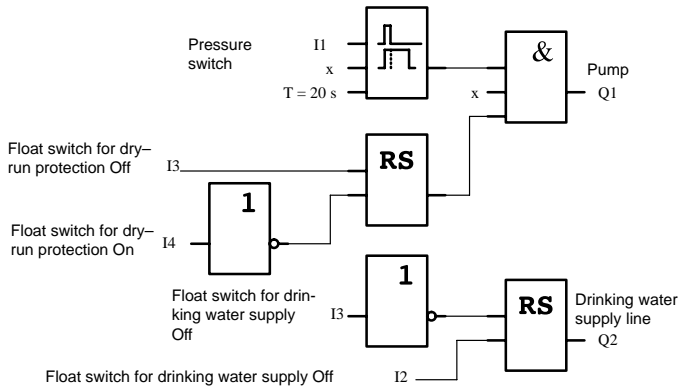 Pressure
switch
I1
x
T = 20 s
&
x
Pump
Q1
Float switch for dry–
run protection Off
I3
RS
1
Float switch for dry–
run protection On
I4
1
Float switch for drin-
king water supply
Off
I3
RS
Drinking water
supply line
Q2
Float switch for drinking water supply Off
I2